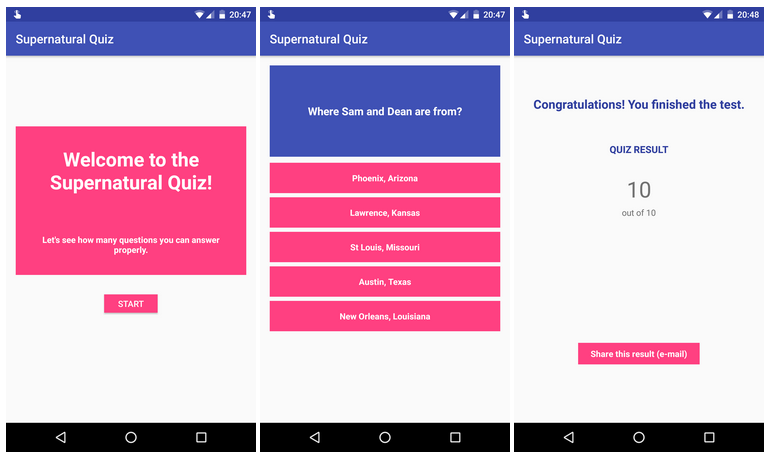 20:47
Supernatural Quiz
Welcome to the
Supernatural Quiz!
Let's see how many questions you can answer
properly.
START
20:47
Supernatural Quiz
Where Sam and Dean are from?
Phoenix, Arizona
Lawrence, Kansas
St Louis, Missouri
Austin, Texas
New Orleans, Louisiana
20:48
Supernatural Quiz
Congratulations! You finished the test.
QUIZ RESULT
10
out of 10
Share this result (e-mail)